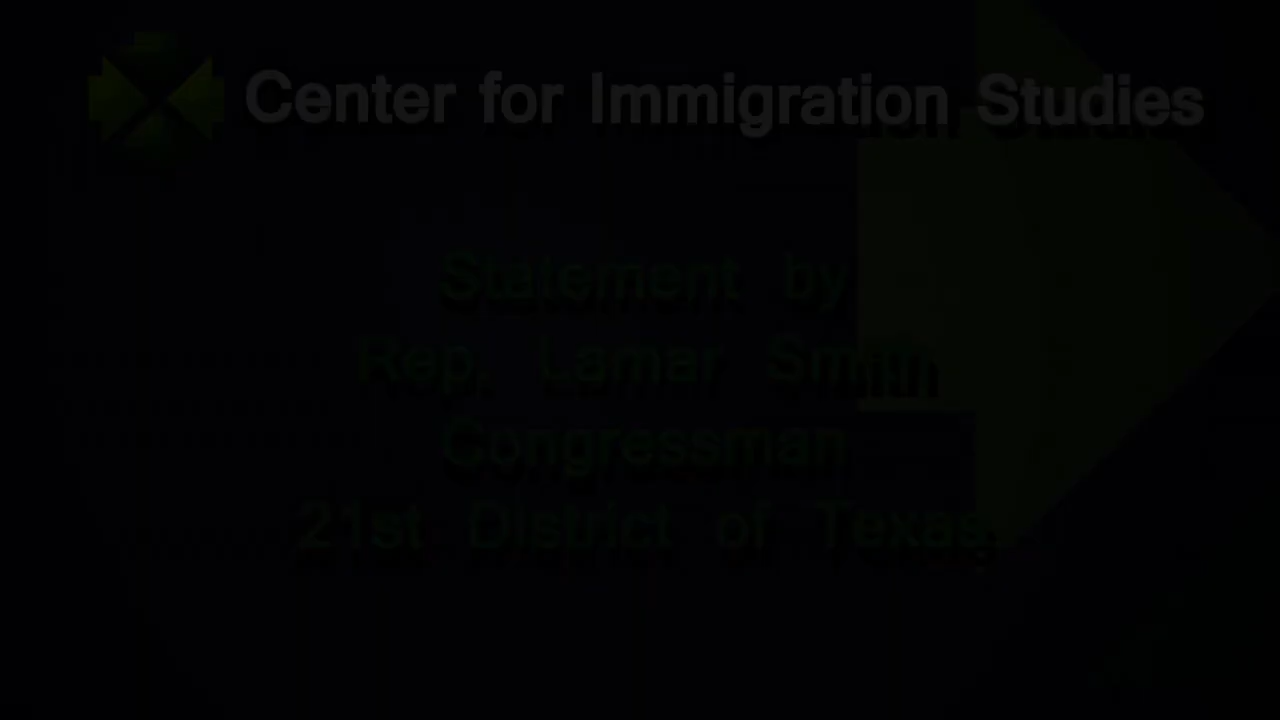 Center for Immigration Studies
Statement by
Rep. Lamar Smith
Congressman
21st District of Texas